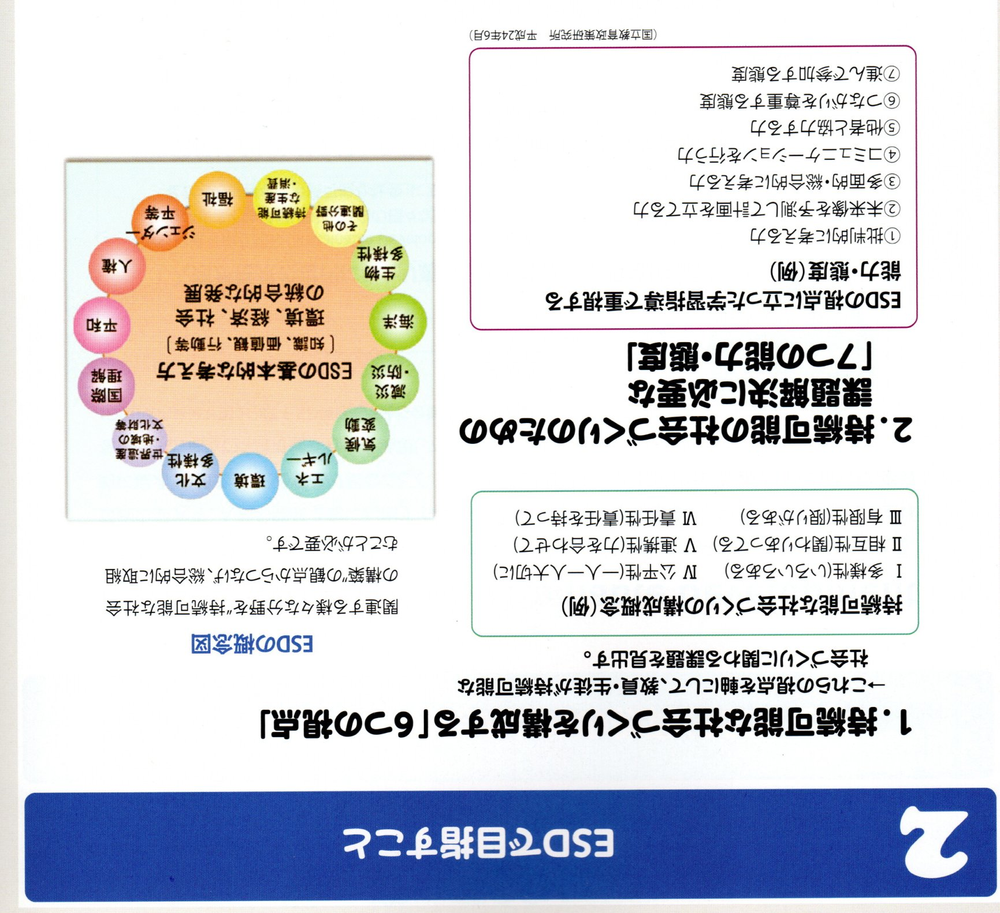 2
ESDで目指すこと
1.持続可能な社会づくりを構成する「6つの視点」
→これらの視点を軸にして、教員・生徒が持続可能な
社会づくりに関わる課題を見出す。
持続可能な社会づくりの構成概念(例)
Ⅰ 多様性(いろいろある) Ⅳ 公平性(一人一人大切に)
Ⅱ 相互性(関わりあってる) Ⅴ 連携性(力を合わせて)
Ⅲ 有限性(限りがある) Ⅵ 責任性(責任を持って)
2.持続可能の社会づくりのための
課題解決に必要な
「7つの能力・態度」
ESDの視点に立った学習指導で重視する
能力・態度(例)
①批判的に考える力
②未来像を予測して計画を立てる力
③多面的・総合的に考える力
④コミュニケーションを行う力
⑤他者と協力する力
⑥つながりを尊重する態度
⑦進んで参加する態度
(国立教育政策研究所 平成24年6月)
ESDの概念図
関連する様々な分野を"持続可能な社会
の構築"の観点からつなげ、総合的に取組
むことが必要です。
環境
エネ
ルギー
気候
変動
減災
・防災
海洋
生物
多様性
その他
関連分野
持続可能
な生産
・消費
福祉
ジェンダー
平等
人権
平和
国際
理解
世界遺産
・地域の
文化財等
文化
多様性
ESDの基本的な考え方
〔知識、価値観、行動等〕
環境、経済、社会
の統合的な発展